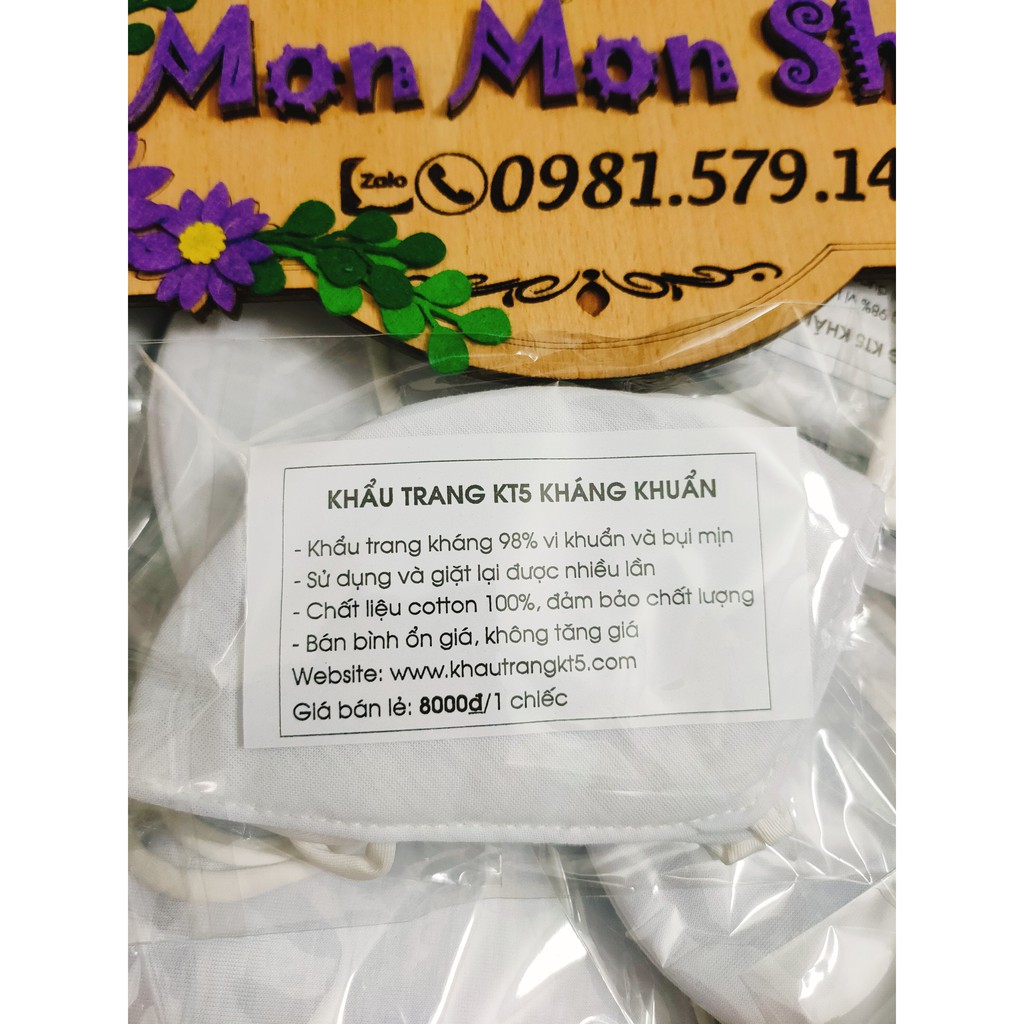 Mon Mon Sh
Zalo 0981.579.14
KHẨU TRANG KT5 KHÁNG KHUẨN
- Khẩu trang kháng 98% vi khuẩn và bụi mịn
- Sử dụng và giặt lại được nhiều lần
- Chất liệu cotton 100%, đảm bảo chất lượng
- Bán bình ổn giá, không tăng giá
Website: www.khautrangkt5.com
Giá bán lẻ: 8000₫/1 chiếc